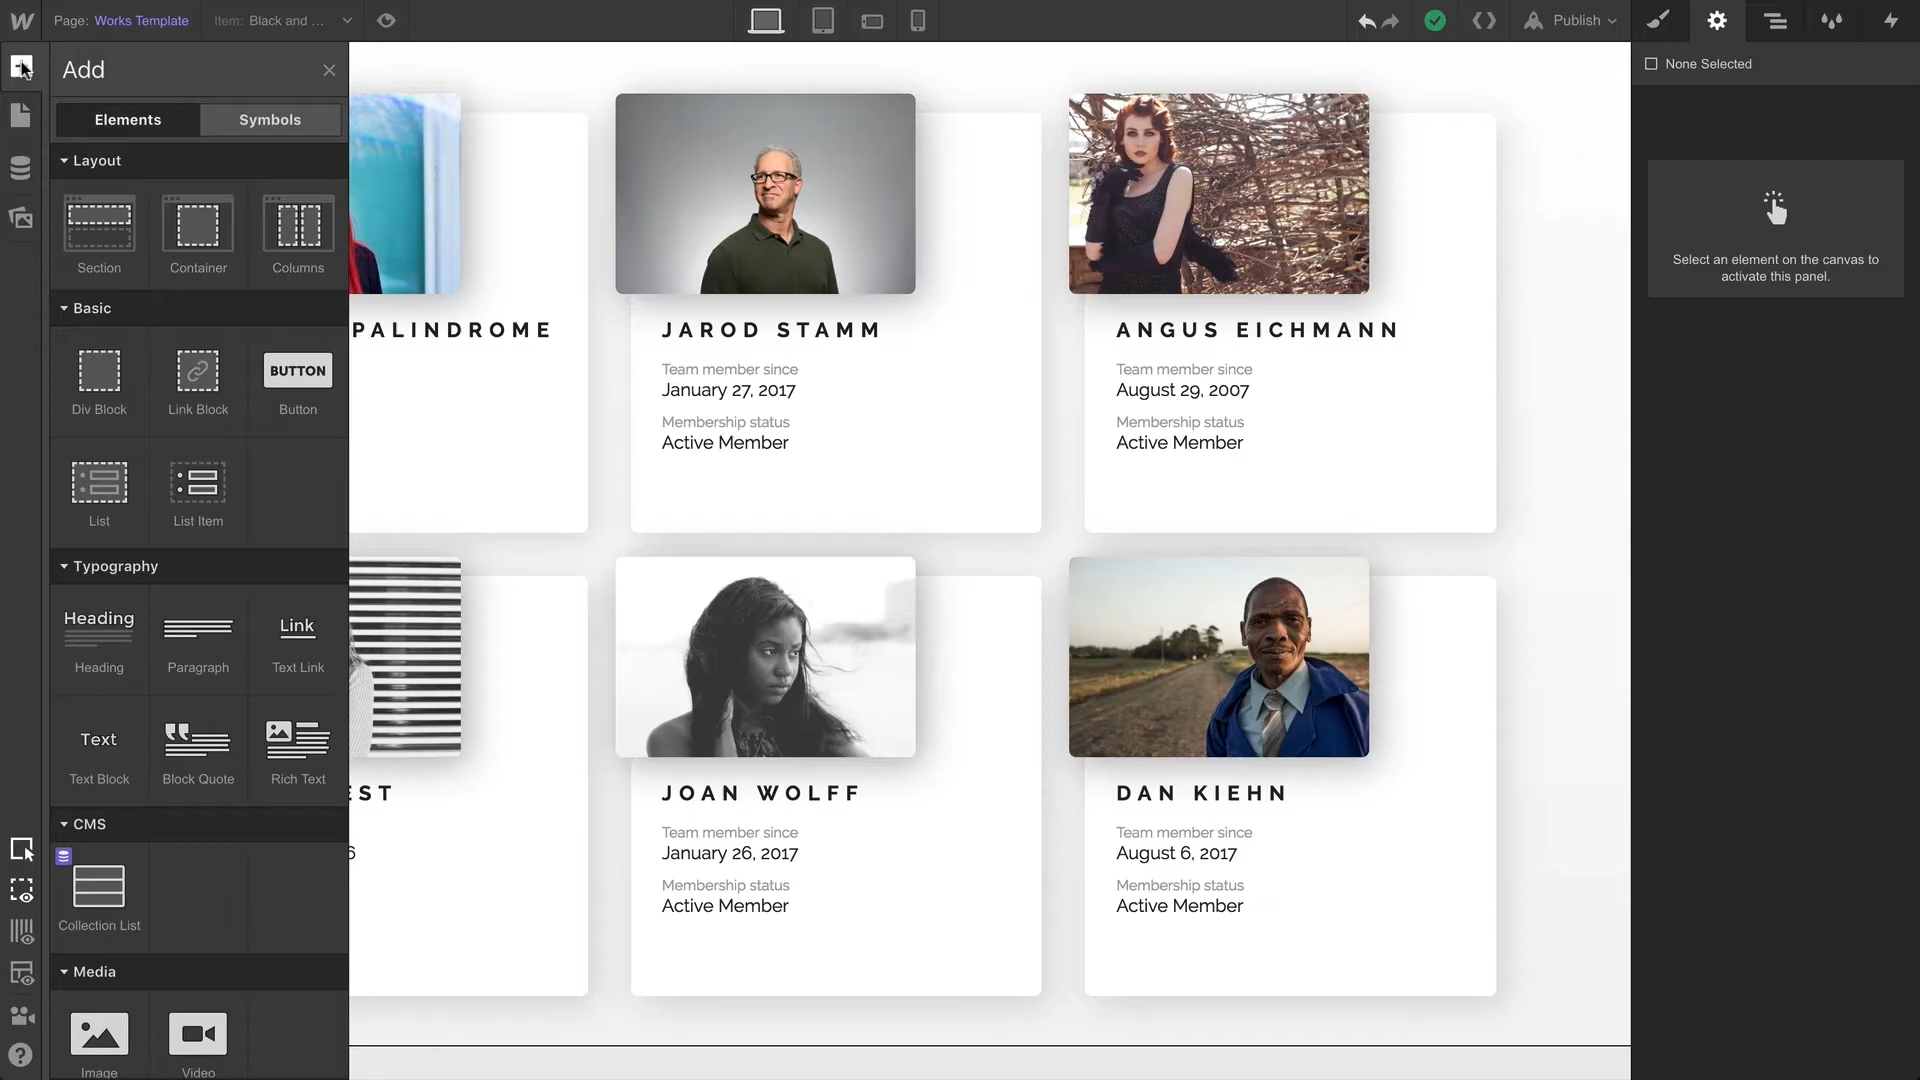 Page: Works Template
Item: Black and ...
Publish
Add
None Selected
Elements
Symbols
Layout
Section
Container
Columns
Select an element on the canvas to
activate this panel.
Basic
BUTTON
Div Block
Link Block
Button
List
List Item
Typography
Heading
Link
Heading
Paragraph
Text Link
Text
Text Block
Block Quote
Rich Text
CMS
Collection List
Media
Image
Video
PALINDROME
JAROD STAMM
Team member since
January 27, 2017
Membership status
Active Member
ANGUS EICHMANN
Team member since
August 29, 2007
Membership status
Active Member
EST
6
JOAN WOLFF
Team member since
January 26, 2017
Membership status
Active Member
DAN KIEHN
Team member since
August 6, 2017
Membership status
Active Member